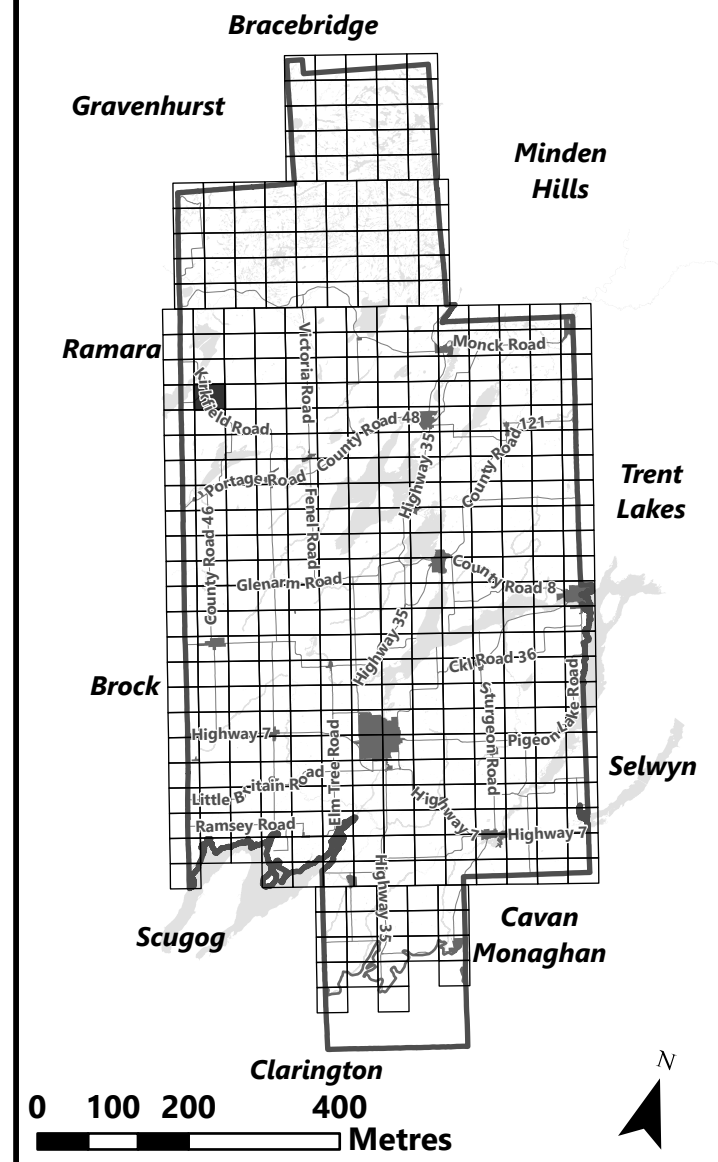 Bracebridge
Gravenhurst
Minden
Hills
Ramara
Monck Road
Victoria Road
Kirkfield Road
County Road 48
County Road 121
Highway 35
Portage Road
Trent
Lakes
Fenel Road
County Road 46
Glenarm Road
County Road 8
Highway 35
Ckl Road 36
Brock
Sturgeon Road
Pigeon Lake Road
Highway 7
Elm Tree Road
Selwyn
Little Britain Road
Highway 7
Highway 7
Ramsey Road
Highway 35
Scugog
Cavan
Monaghan
Clarington
N
0 100 200 400
Metres